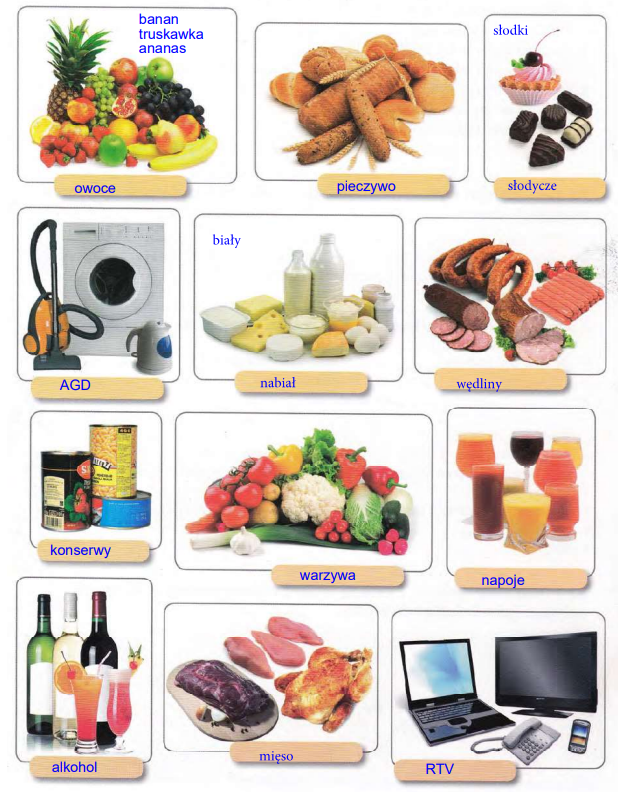 banan
truskawka
ananas
owoce
pieczywo
słodki
słodycze
AGD
biały
nabiał
wędliny
konserwy
warzywa
napoje
alkohol
mięso
RTV